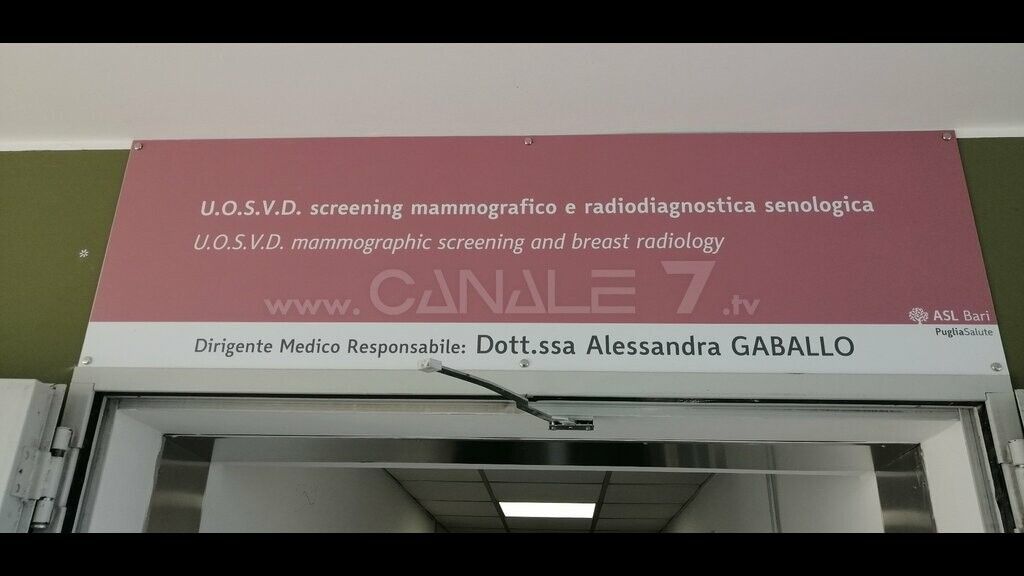 U.O.S.V.D. screening mammografico e radiodiagnostica senologica
U.O.S.V.D. mammographic screening and breast radiology
www.CANALE 7.tv
ASL Bari
PugliaSalute
Dirigente Medico Responsabile: Dott.ssa Alessandra GABALLO